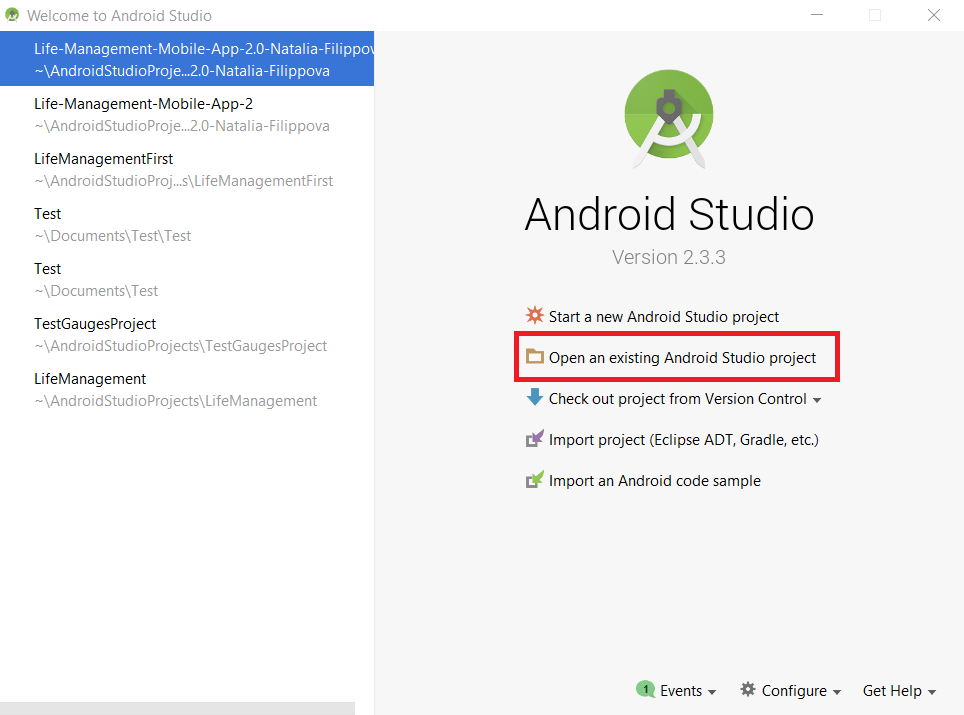 Welcome to Android Studio
Life-Management-Mobile-App-2.0-Natalia-Filippov
~\AndroidStudioProje...2.0-Natalia-Filippova
Life-Management-Mobile-App-2
~\AndroidStudioProje...2.0-Natalia-Filippova
LifeManagementFirst
~\AndroidStudioProj...s\LifeManagementFirst
Test
~\Documents\Test\Test
Test
~\Documents\Test
TestGaugesProject
~\AndroidStudioProjects\TestGaugesProject
LifeManagement
~\AndroidStudioProjects\LifeManagement
Android Studio
Version 2.3.3
Start a new Android Studio project
Open an existing Android Studio project
Check out project from Version Control
Import project (Eclipse ADT, Gradle, etc.)
Import an Android code sample
1 Events Configure Get Help